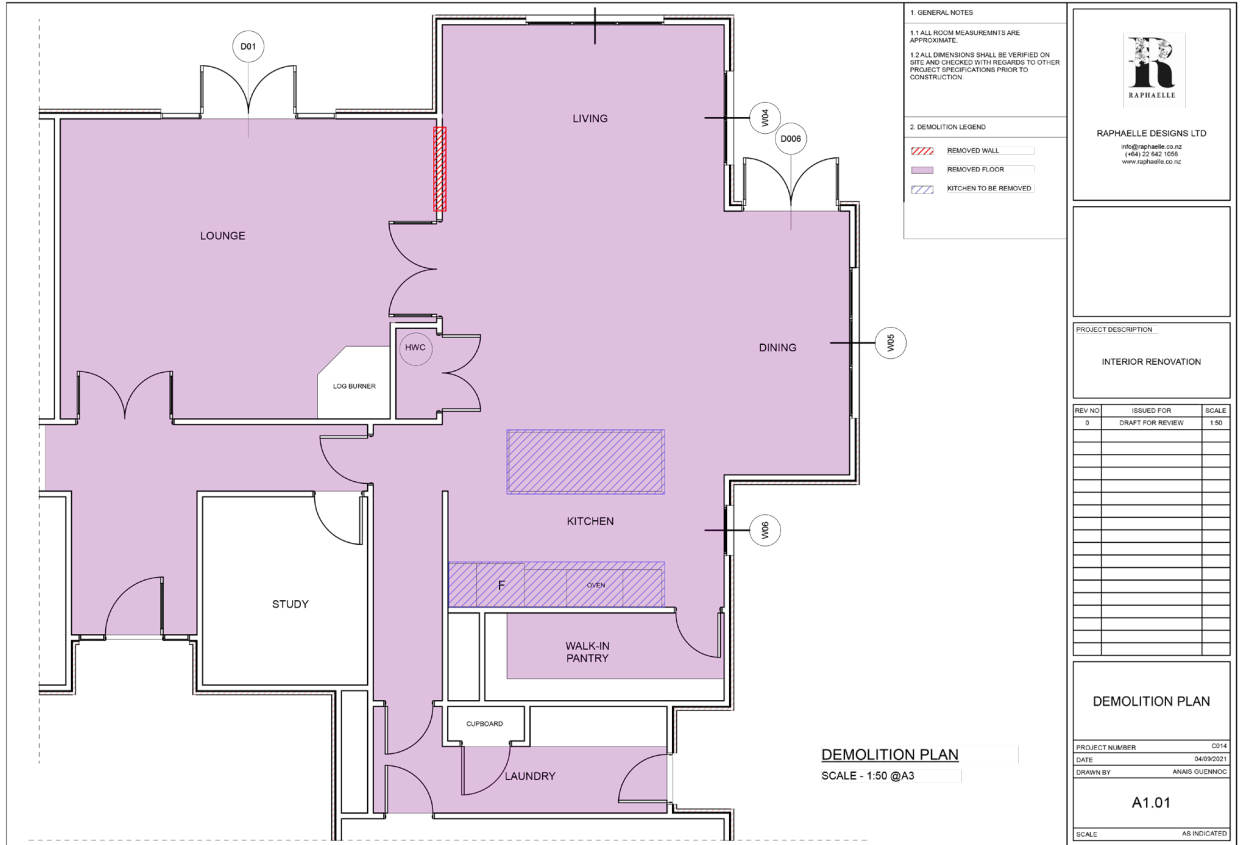 D01
LIVING
W04
D006
LOUNGE
HWC
LOG BURNER
DINING
W05
KITCHEN
W06
F
OVEN
STUDY
WALK-IN
PANTRY
CUPBOARD
LAUNDRY
DEMOLITION PLAN
SCALE - 1:50 @A3
1. GENERAL NOTES
1.1 ALL ROOM MEASUREMNTS ARE
APPROXIMATE.
1.2 ALL DIMENSIONS SHALL BE VERIFIED ON
SITE AND CHECKED WITH REGARDS TO OTHER
PROJECT SPECIFICATIONS PRIOR TO
CONSTRUCTION.
2. DEMOLITION LEGEND
REMOVED WALL
REMOVED FLOOR
KITCHEN TO BE REMOVED
R
RAPHAELLE
RAPHAELLE DESIGNS LTD
info@raphaelle.co.nz
(+64) 22 642 1056
www.raphaelle.co.nz
PROJECT DESCRIPTION
INTERIOR RENOVATION
REV NO ISSUED FOR SCALE
0 DRAFT FOR REVIEW 1:50
DEMOLITION PLAN
PROJECT NUMBER C014
DATE 04/09/2021
DRAWN BY ANAIS GUENNOC
A1.01
SCALE AS INDICATED